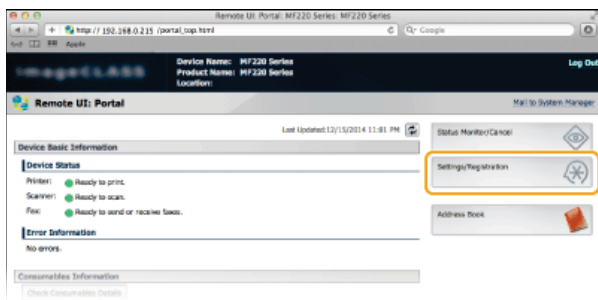 Remote UI: Portal: MF220 Series: MF220 Series
http://192.168.0.215/portal_top.html
Google
Apple
Device Name: MF220 Series
Product Name: MF220 Series
Location:
Log Out
Remote UI: Portal
Mail to System Manager
Last Updated:12/15/2014 11:01 PM
Device Basic Information
Device Status
Printer: Ready to print.
Scanner: Ready to scan.
Fax: Ready to send or receive faxes.
Error Information
No errors.
Consumables Information
Check Consumables Details
Status Monitor/Cancel
Settings/Registration
Address Book